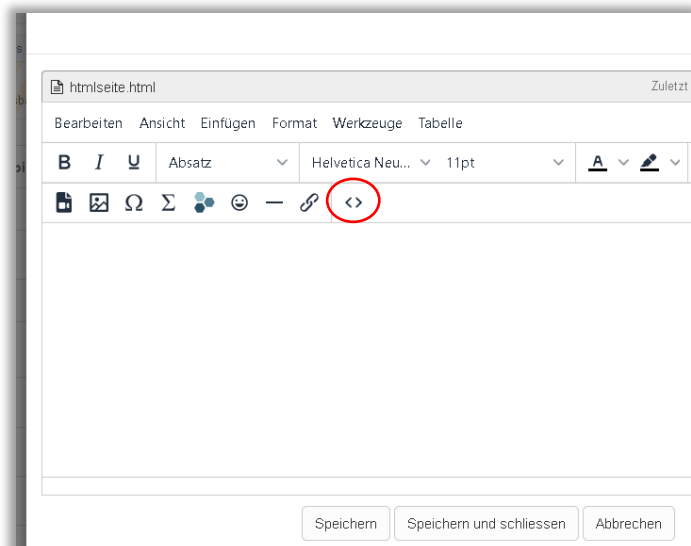 htmlseite.html Zuletzt
Bearbeiten Ansicht Einfügen Format Werkzeuge Tabelle
B I U Absatz Helvetica Neu... 11pt A
Ω Σ <>
Speichern Speichern und schliessen Abbrechen